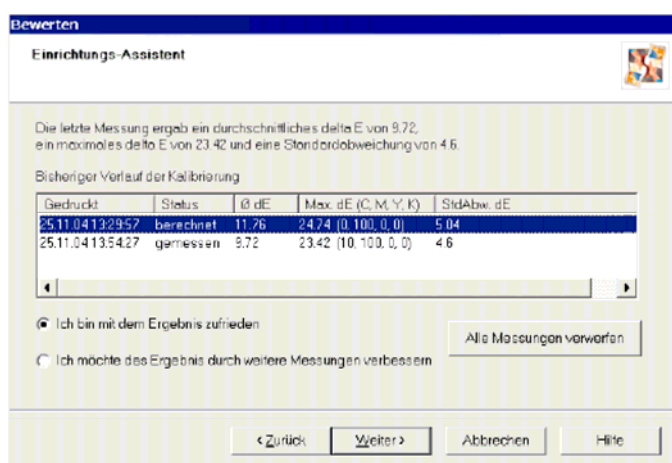 Bewerten
Einrichtungs-Assistent
Die letzte Messung ergab ein durchschnittliches delta E von 9.72,
ein maximales delta E von 23.42 und eine Standardabweichung von 4.6.
Bisheriger Verlauf der Kalibrierung
Gedruckt Status Ø dE Max. dE (C, M, Y, K) StdAbw. dE
25.11.04 13:29:57 berechnet 11.76 24.74 (0, 100, 0, 0) 5.04
25.11.04 13:54:27 gemessen 9.72 23.42 (10, 100, 0, 0) 4.6
Ich bin mit dem Ergebnis zufrieden
Alle Messungen verwerfen
Ich möchte das Ergebnis durch weitere Messungen verbessern
< Zurück Weiter > Abbrechen Hilfe